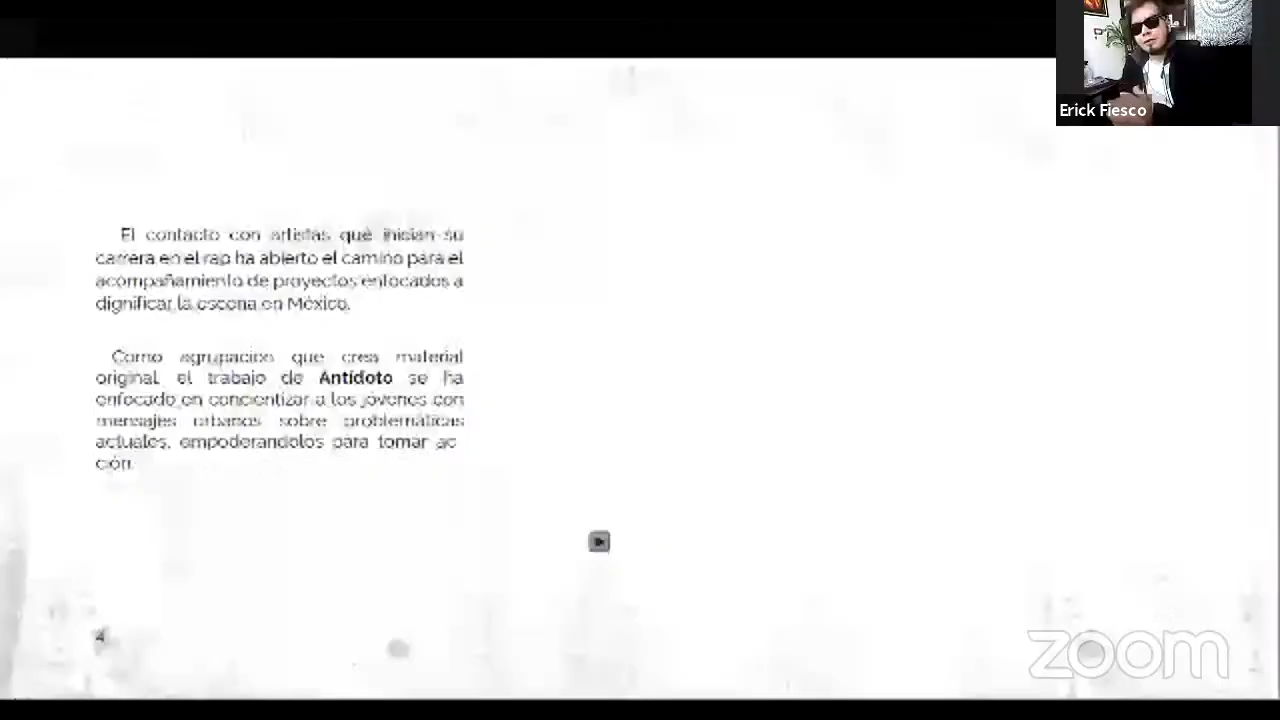 Erick Fiesco
El contacto con artistas que inician su
carrera en el rap ha abierto el camino para el
acompañamiento de proyectos enfocados a
dignificar la escena en México.
Como agrupación que crea material
original, el trabajo de Antídoto se ha
enfocado en concientizar a los jóvenes con
mensajes urbanos sobre problemáticas
actuales, empoderandolos para tomar ac-
ción.
4
zoom